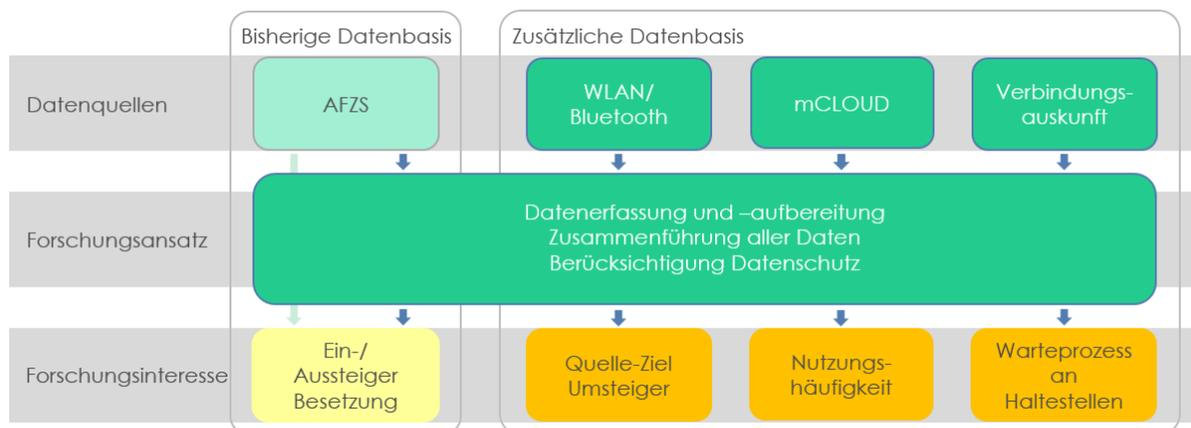 Bisherige Datenbasis
Zusätzliche Datenbasis
Datenquellen
AFZS
WLAN/
Bluetooth
mCLOUD
Verbindungs-
auskunft
Forschungsansatz
Datenerfassung und –aufbereitung
Zusammenführung aller Daten
Berücksichtigung Datenschutz
Forschungsinteresse
Ein-/
Aussteiger
Besetzung
Quelle-Ziel
Umsteiger
Nutzungs-
häufigkeit
Warteprozess
an
Haltestellen